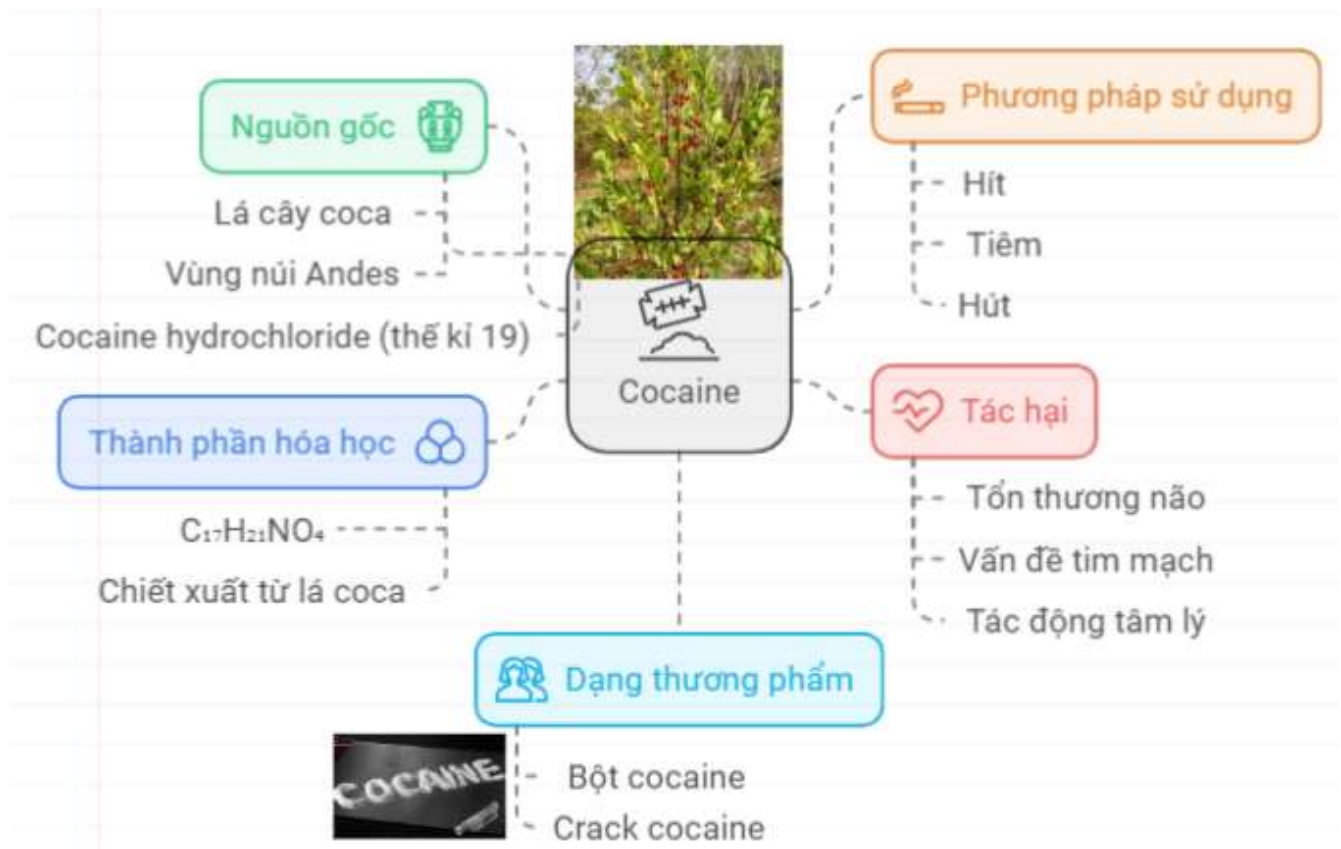 Nguồn gốc
Lá cây coca
Vùng núi Andes
Cocaine hydrochloride (thế kỉ 19)
Thành phần hóa học
C₁₇H₂₁NO₄
Chiết xuất từ lá coca
Cocaine
Phương pháp sử dụng
Hít
Tiêm
Hút
Tác hại
Tổn thương não
Vấn đề tim mạch
Tác động tâm lý
Dạng thương phẩm
COCAINE
Bột cocaine
Crack cocaine